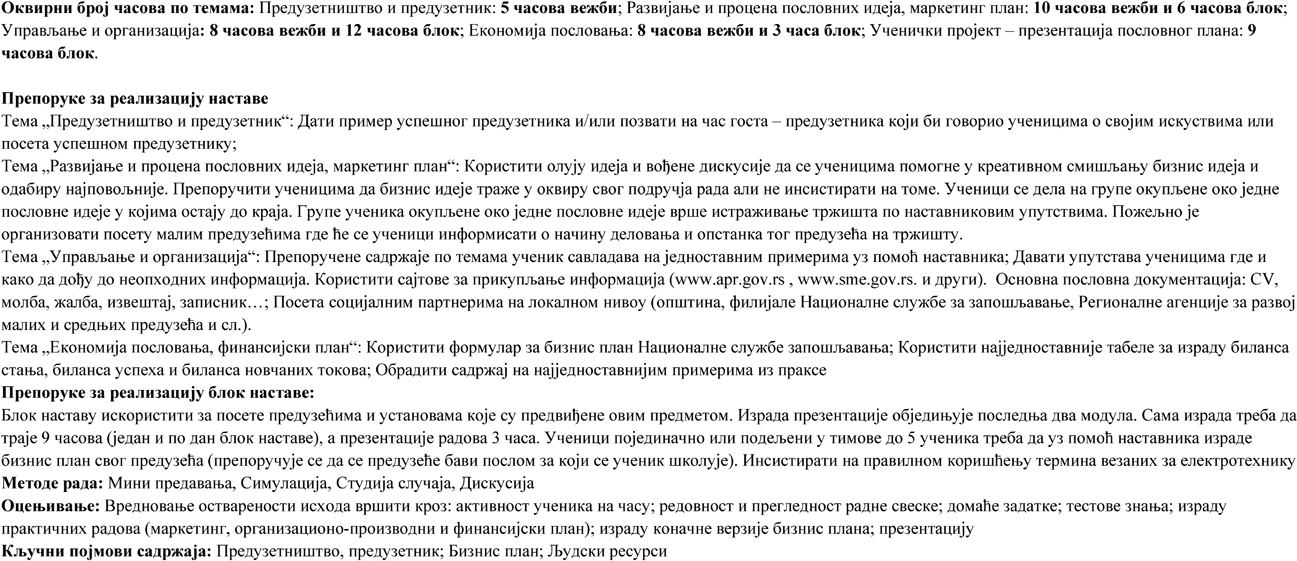 Оквирни број часова по темама: Предузетништво и предузетник: 5 часова вежби; Развијање и процена пословних идеја, маркетинг план: 10 часова вежби и 6 часова блок;
Управљање и организација: 8 часова вежби и 12 часова блок; Економија пословања: 8 часова вежби и 3 часа блок; Ученички пројект – презентација пословног плана: 9
часова блок.
Препоруке за реализацију наставе
Тема „Предузетништво и предузетник“: Дати пример успешног предузетника и/или позвати на час госта – предузетника који би говорио ученицима о својим искуствима или
посета успешном предузетнику;
Тема „Развијање и процена пословних идеја, маркетинг план“: Користити олују идеја и вођене дискусије да се ученицима помогне у креативном смишљању бизнис идеја и
одабиру најповољније. Препоручити ученицима да бизнис идеје траже у оквиру свог подручја рада али не инсистирати на томе. Ученици се дела на групе окупљене око једне
пословне идеје у којима остају до краја. Групе ученика окупљене око једне пословне идеје врше истраживање тржишта по наставниковим упутствима. Пожељно је
организовати посету малим предузећима где ће се ученици информисати о начину деловања и опстанка тог предузећа на тржишту.
Тема „Управљање и организација“: Препоручене садржаје по темама ученик савладава на једноставним примерима уз помоћ наставника; Давати упутстава ученицима где и
како да дођу до неопходних информација. Користити сајтове за прикупљање информација (www.apr.gov.rs , www.sme.gov.rs. и други).  Основна пословна документација: CV,
молба, жалба, извештај, записник…; Посета социјалним партнерима на локалном нивоу (општина, филијале Националне службе за запошљавање, Регионалне агенције за развој
малих и средњих предузећа и сл.).
Тема „Економија пословања, финансијски план“: Користити формулар за бизнис план Националне службе запошљавања; Користити најједноставније табеле за израду биланса
стања, биланса успеха и биланса новчаних токова; Обрадити садржај на најједноставнијим примерима из праксе
Препоруке за реализацију блок наставе:
Блок наставу искористити за посете предузећима и установама које су предвиђене овим предметом. Израда презентације обједињује последња два модула. Сама израда треба да
траје 9 часова (један и по дан блок наставе), а презентације радова 3 часа. Ученици појединачно или подељени у тимове до 5 ученика треба да уз помоћ наставника израде
бизнис план свог предузећа (препоручује се да се предузеће бави послом за који се ученик школује). Инсистирати на правилном коришћењу термина везаних за електротехнику
Методе рада: Мини предавања, Симулација, Студија случаја, Дискусија
Оцењивање: Вредновање остварености исхода вршити кроз: активност ученика на часу; редовност и прегледност радне свеске; домаће задатке; тестове знања; израду
практичних радова (маркетинг, организационо-производни и финансијски план); израду коначне верзије бизнис плана; презентацију
Кључни појмови садржаја: Предузетништво, предузетник; Бизнис план; Људски ресурси